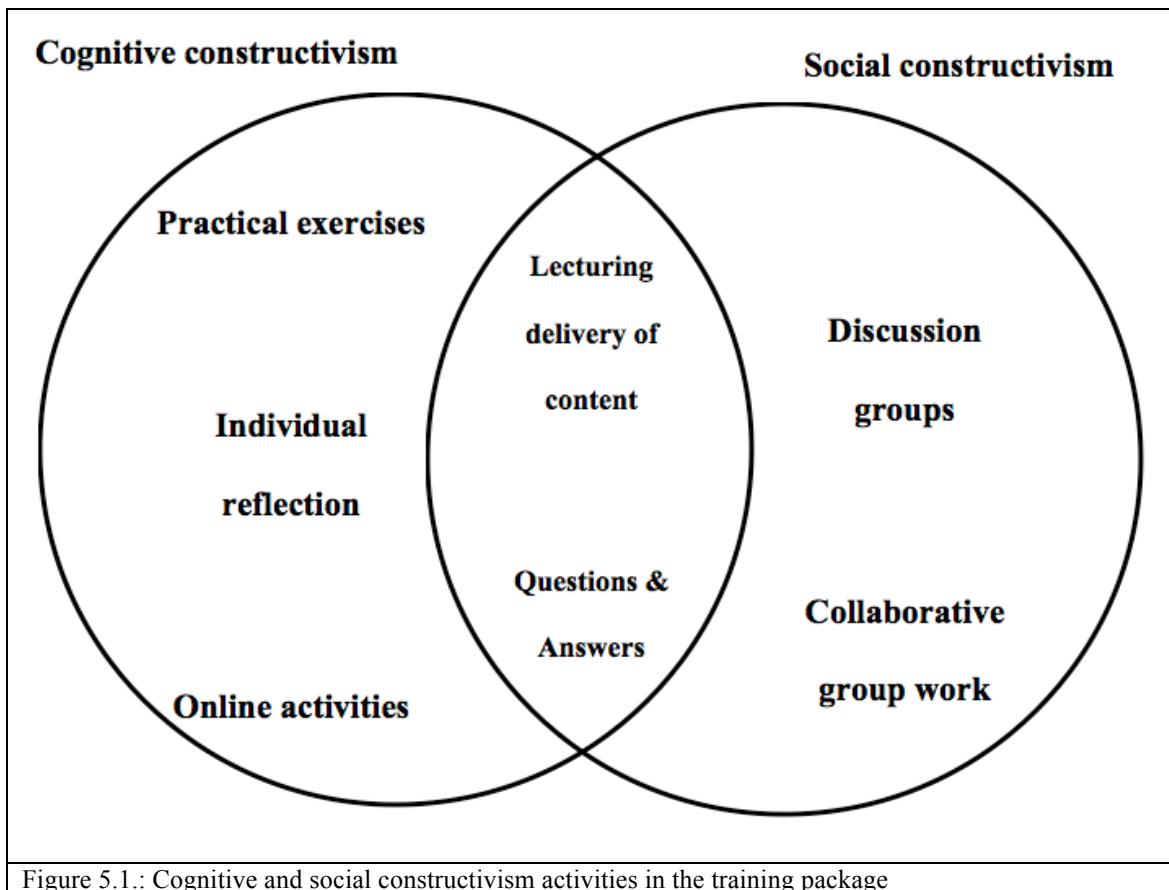 Cognitive constructivism
Social constructivism
Practical exercises
Individual
reflection
Online activities
Lecturing
delivery of
content
Questions &
Answers
Discussion
groups
Collaborative
group work
Figure 5.1.: Cognitive and social constructivism activities in the training package